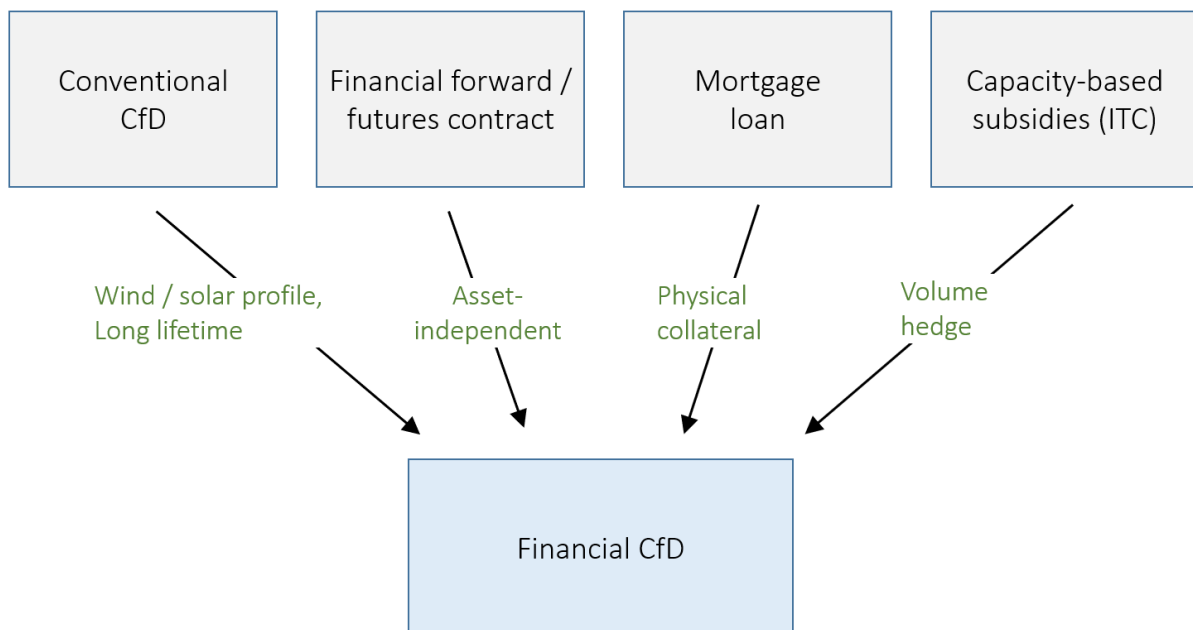 Conventional
CfD
Financial forward /
futures contract
Mortgage
loan
Capacity-based
subsidies (ITC)
Wind / solar profile,
Long lifetime
Asset-
independent
Physical
collateral
Volume
hedge
Financial CfD